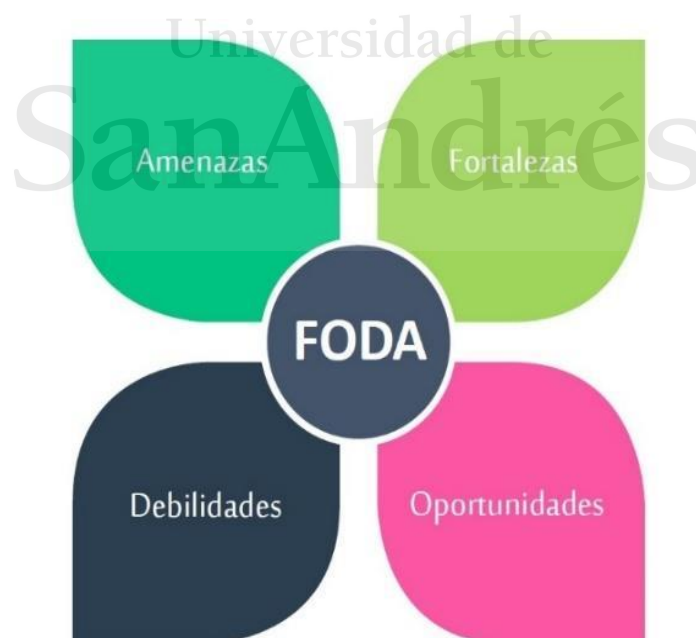 Universidad de
SanAndrés
Amenazas
Fortalezas
FODA
Debilidades
Oportunidades